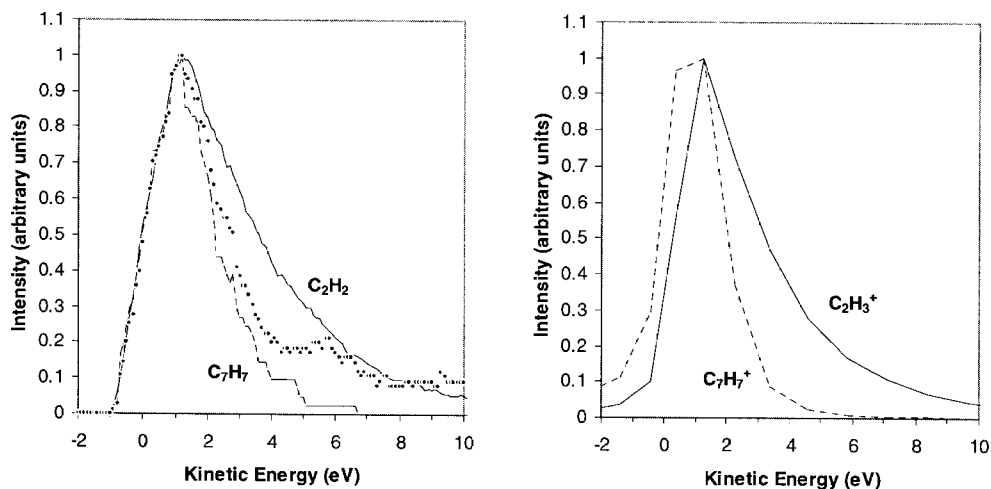 1.1
1
0.9
0.8
0.7
0.6
0.5
0.4
0.3
0.2
0.1
0
Intensity (arbitrary units)
C₂H₂
C₇H₇
-2 0 2 4 6 8 10
Kinetic Energy (eV)
1.1
1
0.9
0.8
0.7
0.6
0.5
0.4
0.3
0.2
0.1
0
Intensity (arbitrary units)
C₂H₃⁺
C₇H₇⁺
-2 0 2 4 6 8 10
Kinetic Energy (eV)